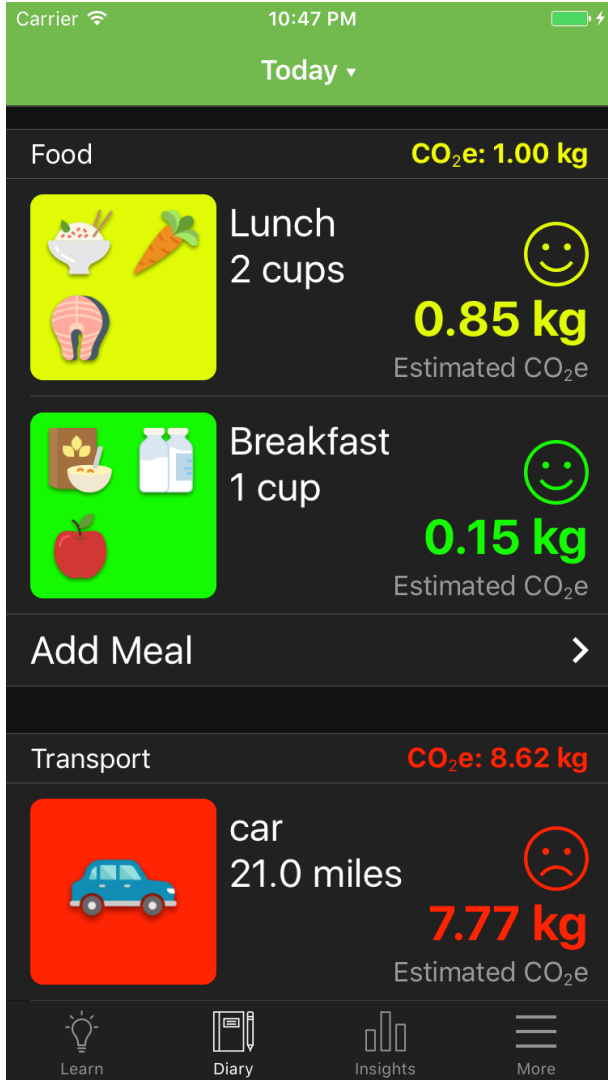 Carrier
10:47 PM
Today ▾
Food
CO₂e: 1.00 kg
Lunch
2 cups
0.85 kg
Estimated CO₂e
Breakfast
1 cup
0.15 kg
Estimated CO₂e
Add Meal
Transport
CO₂e: 8.62 kg
car
21.0 miles
7.77 kg
Estimated CO₂e
Learn
Diary
Insights
More